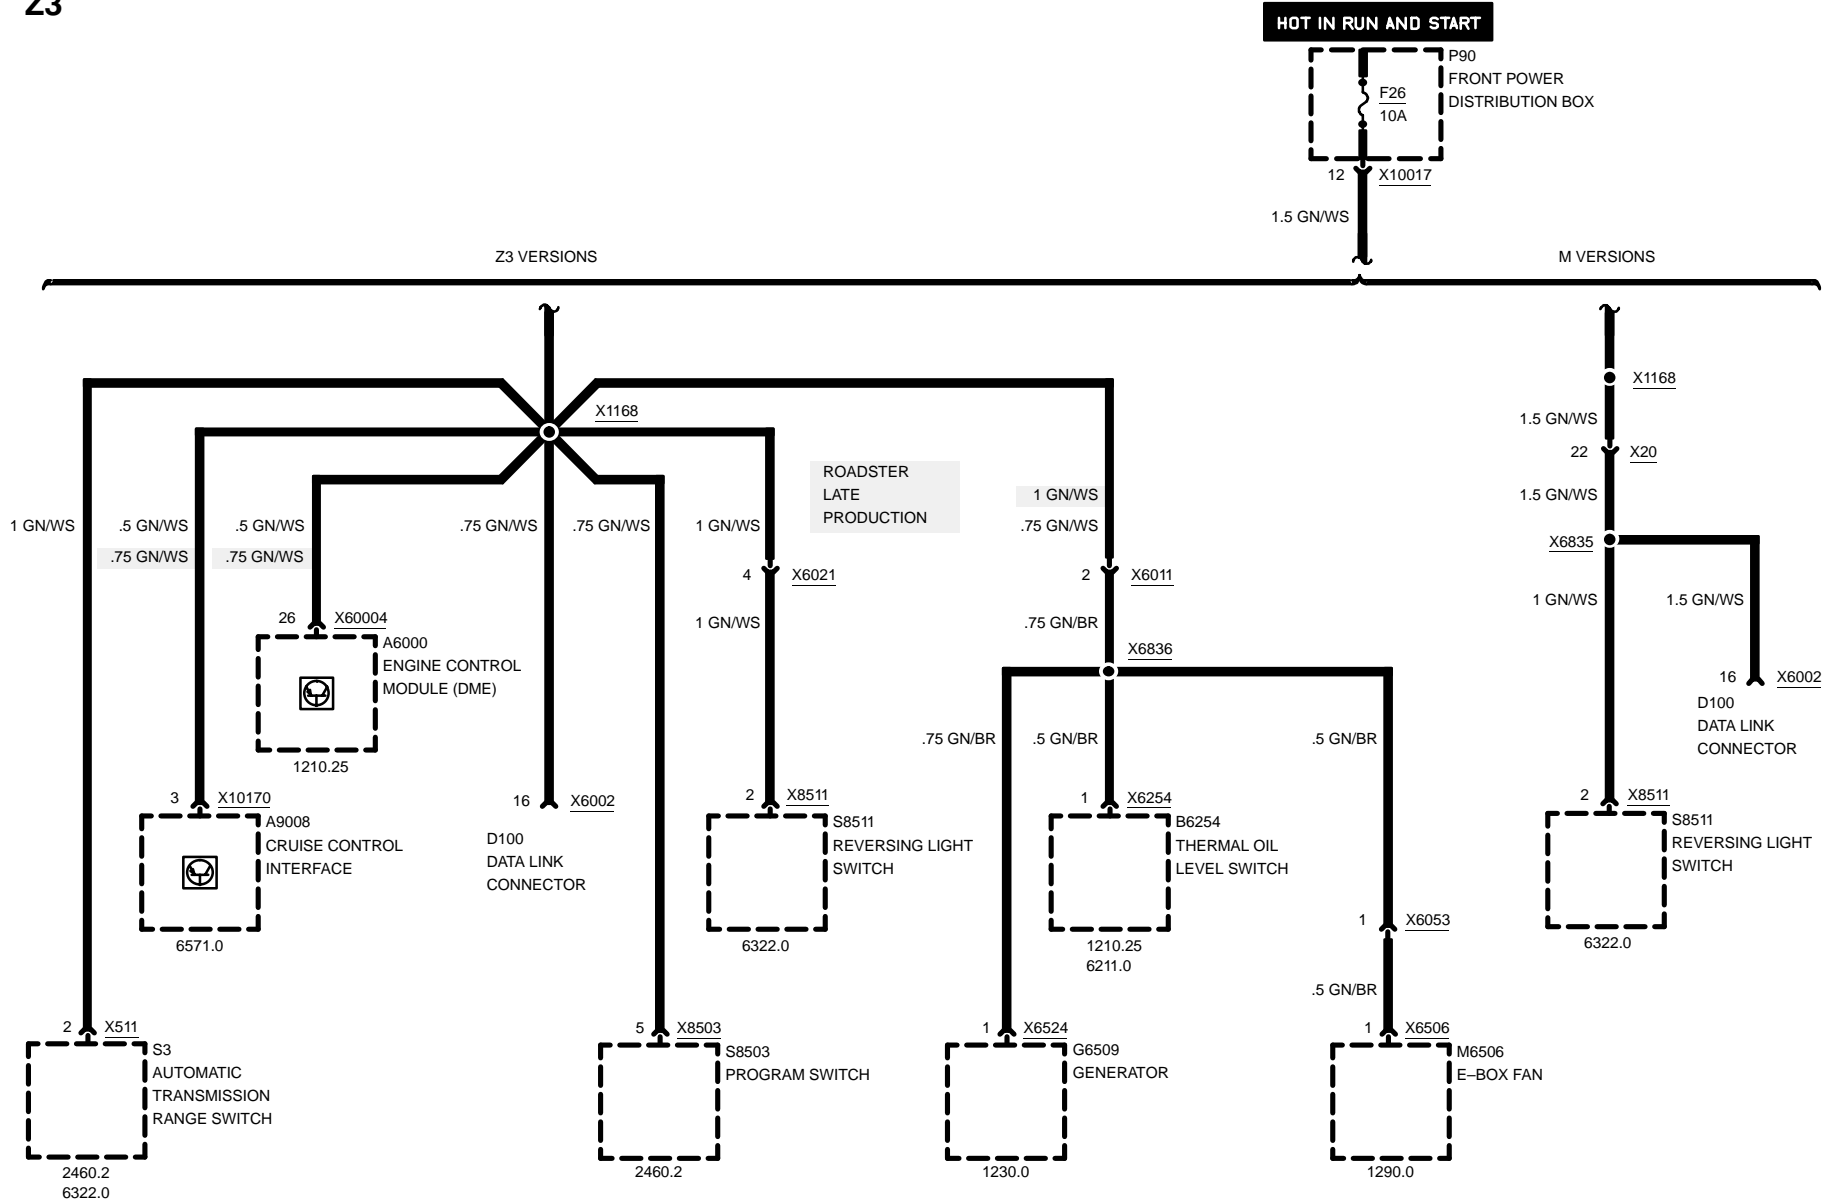 Z3
HOT IN RUN AND START
P90
FRONT POWER
DISTRIBUTION BOX
F26
10A
12
X10017
1.5 GN/WS
Z3 VERSIONS
M VERSIONS
X1168
X1168
1.5 GN/WS
22
X20
1.5 GN/WS
X6835
1 GN/WS
1.5 GN/WS
16
X6002
D100
DATA LINK
CONNECTOR
2
X8511
S8511
REVERSING LIGHT
SWITCH
6322.0
ROADSTER
LATE
PRODUCTION
1 GN/WS
.5 GN/WS
.75 GN/WS
.5 GN/WS
.75 GN/WS
.75 GN/WS
.75 GN/WS
1 GN/WS
1 GN/WS
.75 GN/WS
4
X6021
1 GN/WS
2
X6011
.75 GN/BR
X6836
26
X60004
A6000
ENGINE CONTROL
MODULE (DME)
1210.25
.75 GN/BR
.5 GN/BR
.5 GN/BR
3
X10170
A9008
CRUISE CONTROL
INTERFACE
6571.0
16
X6002
D100
DATA LINK
CONNECTOR
2
X8511
S8511
REVERSING LIGHT
SWITCH
6322.0
1
X6254
B6254
THERMAL OIL
LEVEL SWITCH
1210.25
6211.0
1
X6053
.5 GN/BR
2
X511
S3
AUTOMATIC
TRANSMISSION
RANGE SWITCH
2460.2
6322.0
5
X8503
S8503
PROGRAM SWITCH
2460.2
1
X6524
G6509
GENERATOR
1230.0
1
X6506
M6506
E–BOX FAN
1290.0